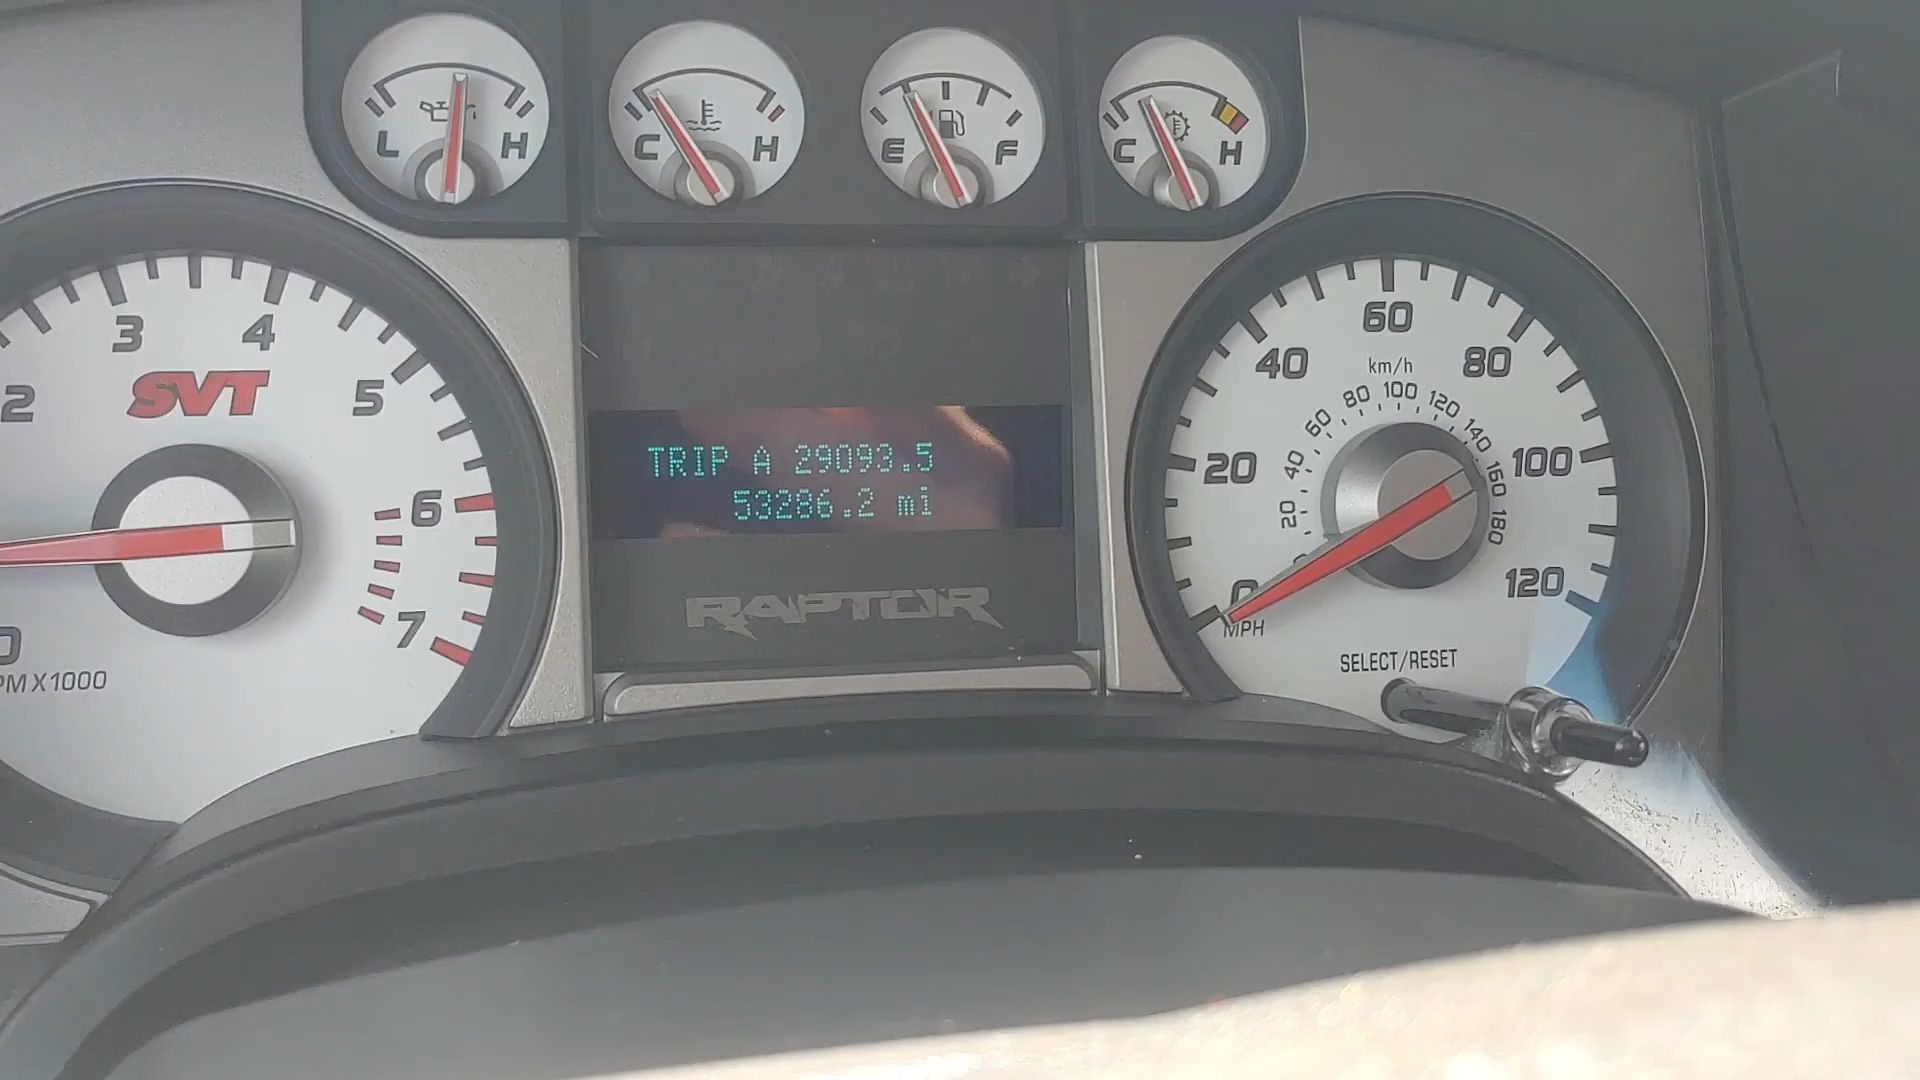 L H
C H
E F
C H
2 3 4 5 6 7
SVT
0
PM X1000
TRIP A 29093.5
53286.2 mi
RAPTOR
0 20 40 60 80 100 120
km/h
20 40 60 80 100 120 140 160 180
MPH
SELECT/RESET